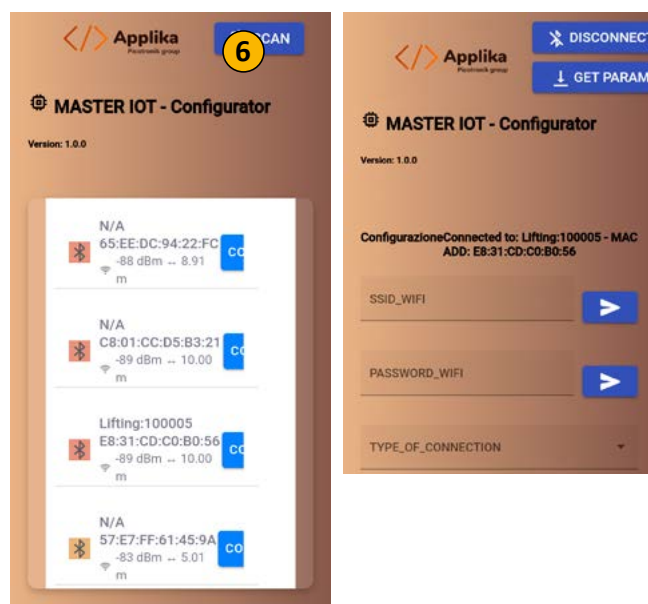 Applika
Picotronik group
SCAN
6
MASTER IOT - Configurator
Version: 1.0.0
N/A
65:EE:DC:94:22:FC
-88 dBm ↔ 8.91
m
CO
N/A
C8:01:CC:D5:B3:21
-89 dBm ↔ 10.00
m
CO
Lifting:100005
E8:31:CD:C0:B0:56
-89 dBm ↔ 10.00
m
CO
N/A
57:E7:FF:61:45:9A
-83 dBm ↔ 5.01
m
CO
Applika
DISCONNECT
GET PARAM
MASTER IOT - Configurator
Version: 1.0.0
ConfigurazioneConnected to: Lifting:100005 - MAC
ADD: E8:31:CD:C0:B0:56
SSID_WIFI
PASSWORD_WIFI
TYPE_OF_CONNECTION